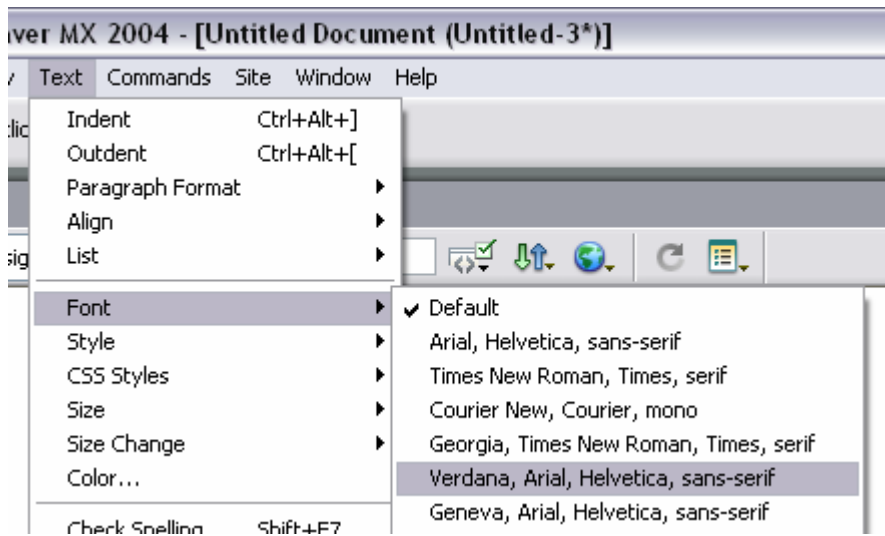 ver MX 2004 - [Untitled Document (Untitled-3*)]
Text Commands Site Window Help
Indent Ctrl+Alt+]
Outdent Ctrl+Alt+[
Paragraph Format
Align
List
Font
Default
Style
Arial, Helvetica, sans-serif
CSS Styles
Times New Roman, Times, serif
Size
Courier New, Courier, mono
Size Change
Georgia, Times New Roman, Times, serif
Color...
Verdana, Arial, Helvetica, sans-serif
Geneva, Arial, Helvetica, sans-serif
Check Spelling Shift+F7